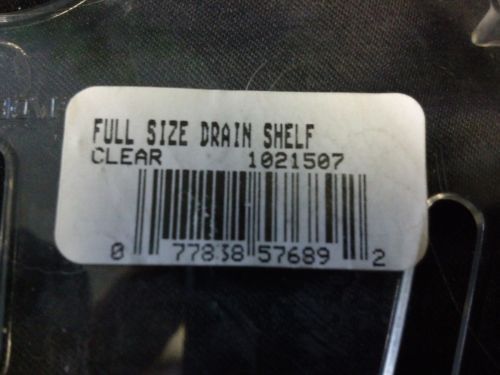 FULL SIZE DRAIN SHELF
CLEAR 1021507
0 77838 57689 2